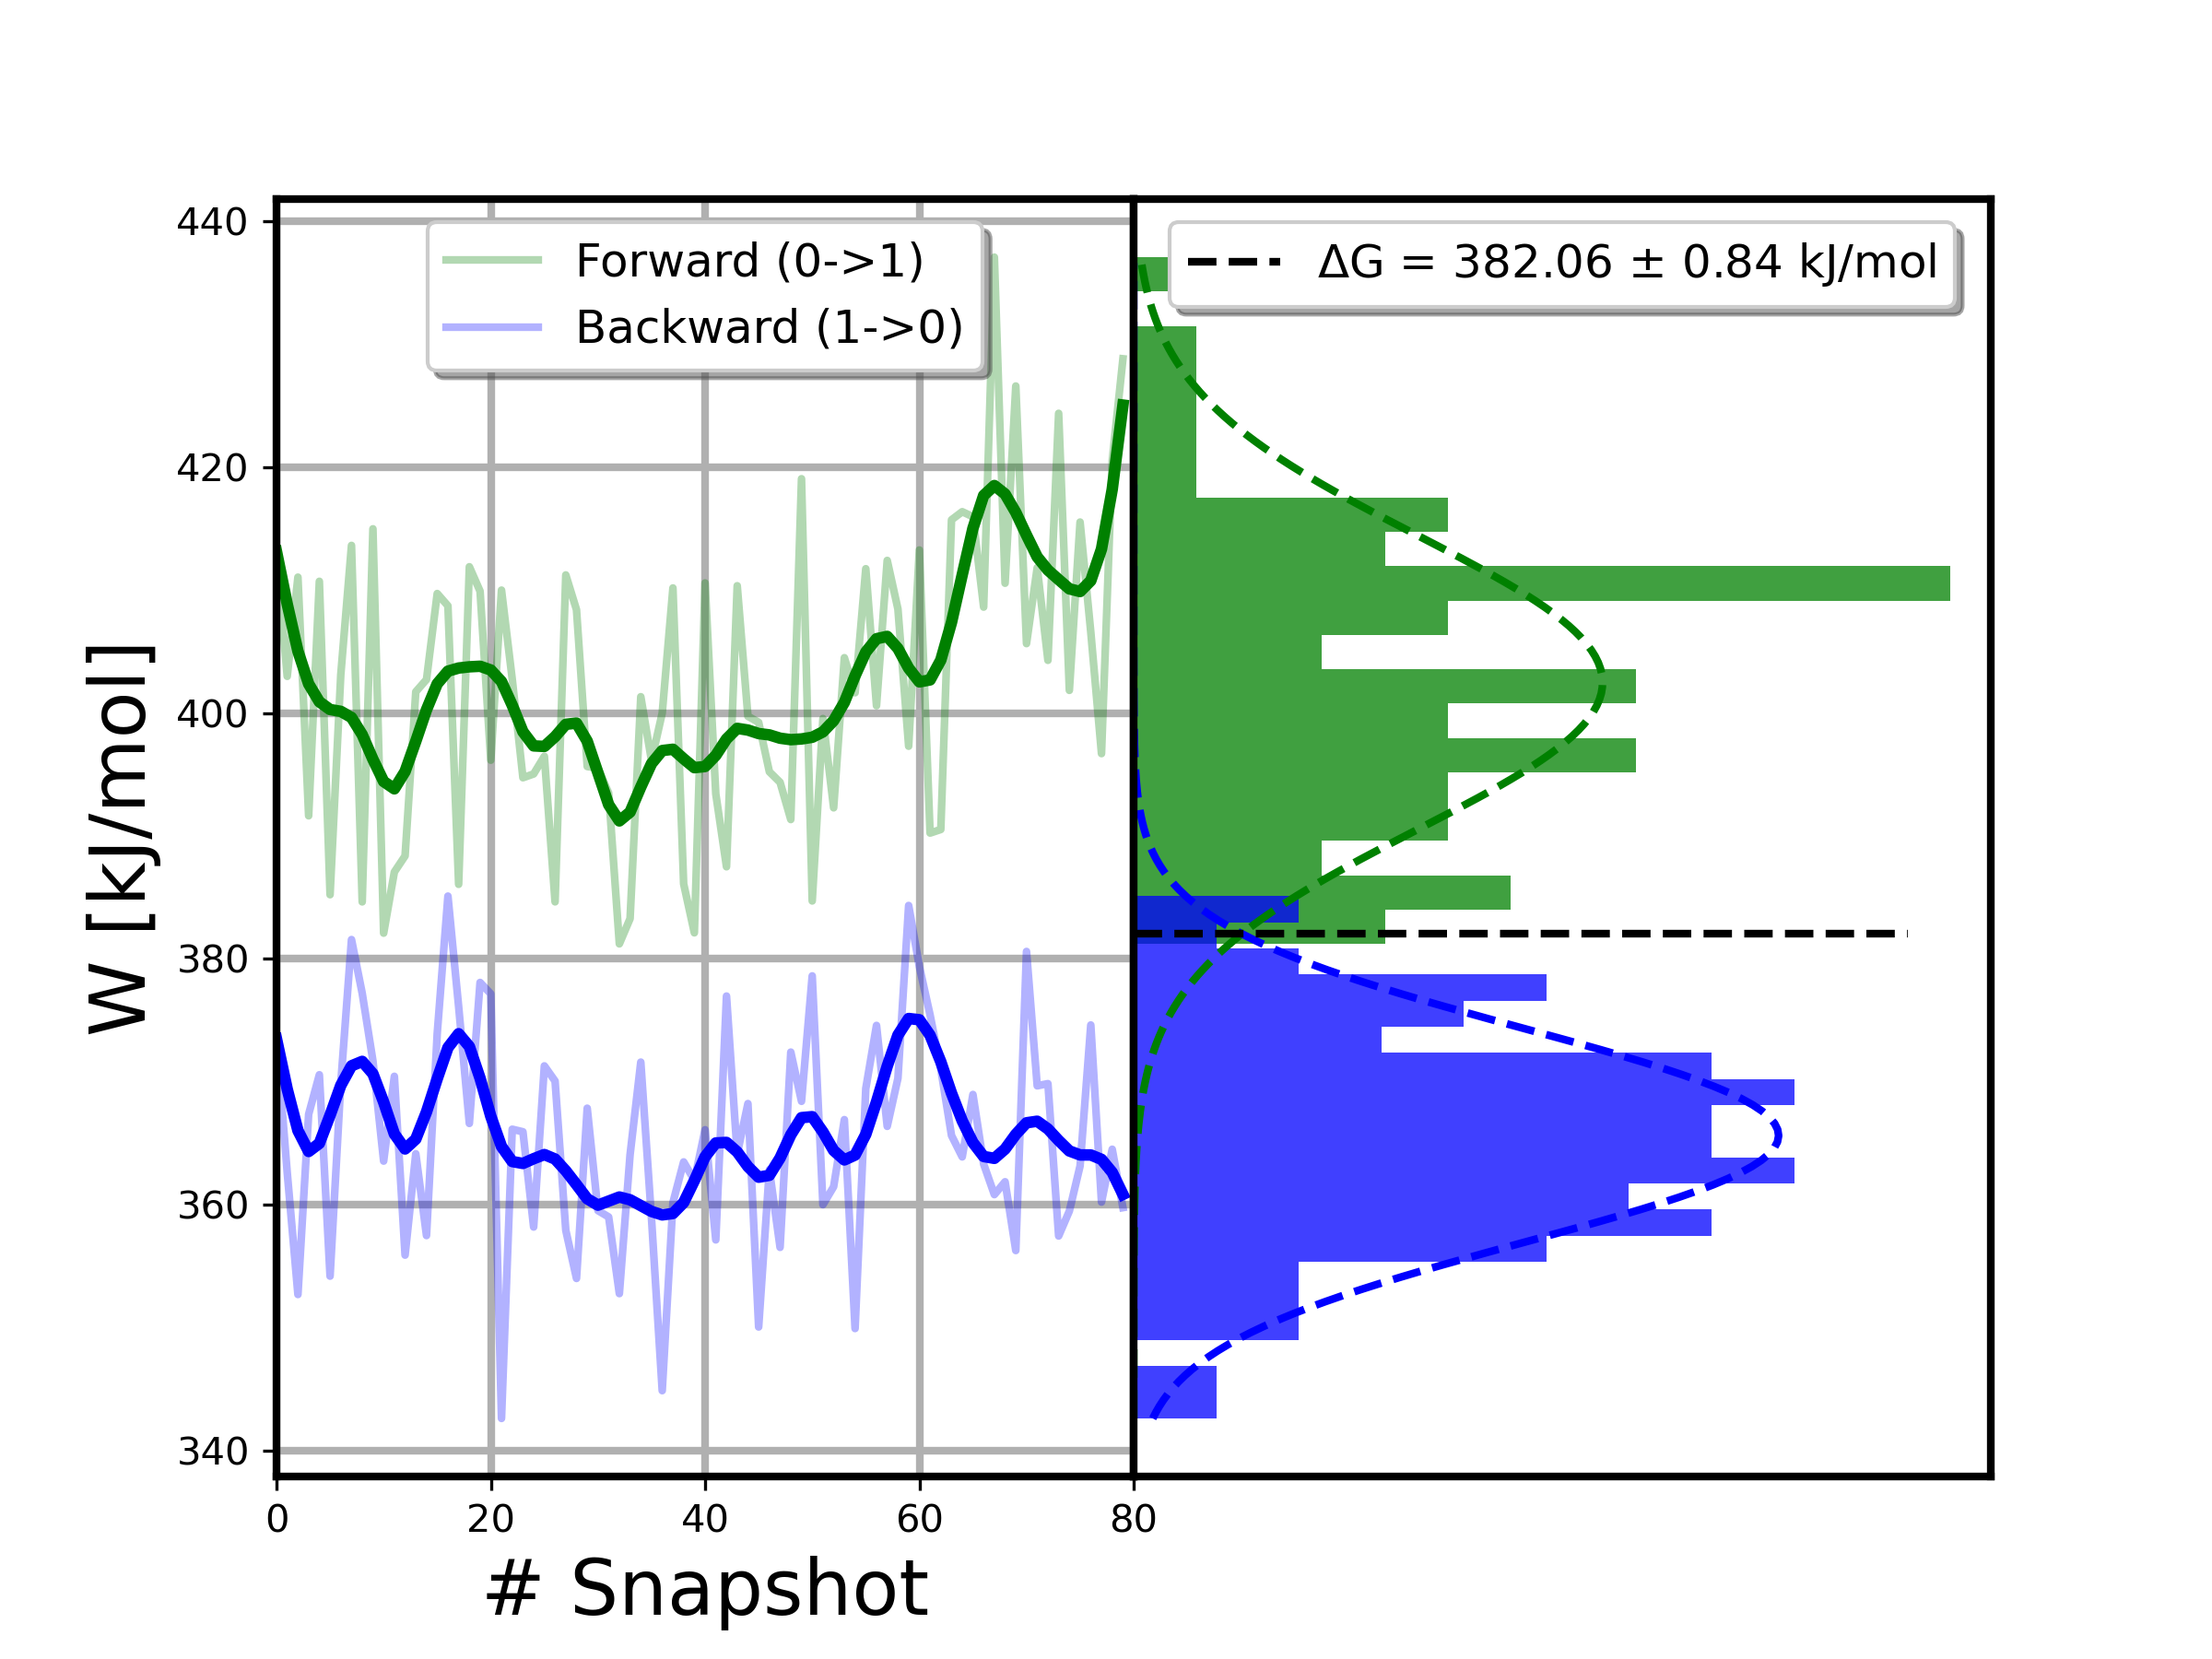 Forward (0->1)
Backward (1->0)
ΔG = 382.06 ± 0.84 kJ/mol
440
420
400
380
360
340
W [kJ/mol]
0
20
40
60
80
# Snapshot